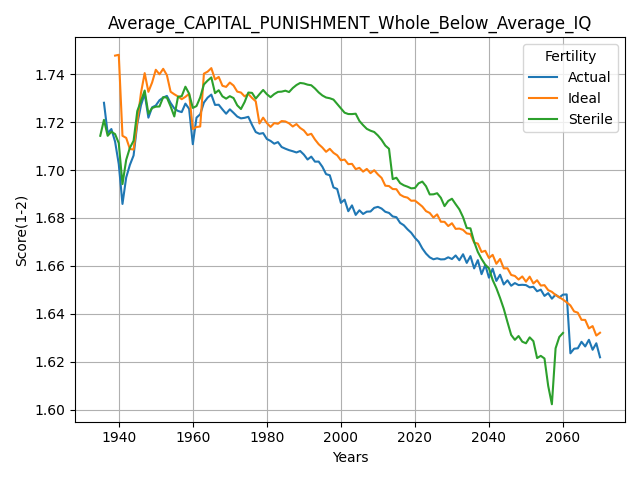 Average_CAPITAL_PUNISHMENT_Whole_Below_Average_IQ
Fertility
Actual
Ideal
Sterile
Score(1-2)
1.74
1.72
1.70
1.68
1.66
1.64
1.62
1.60
1940 1960 1980 2000 2020 2040 2060
Years